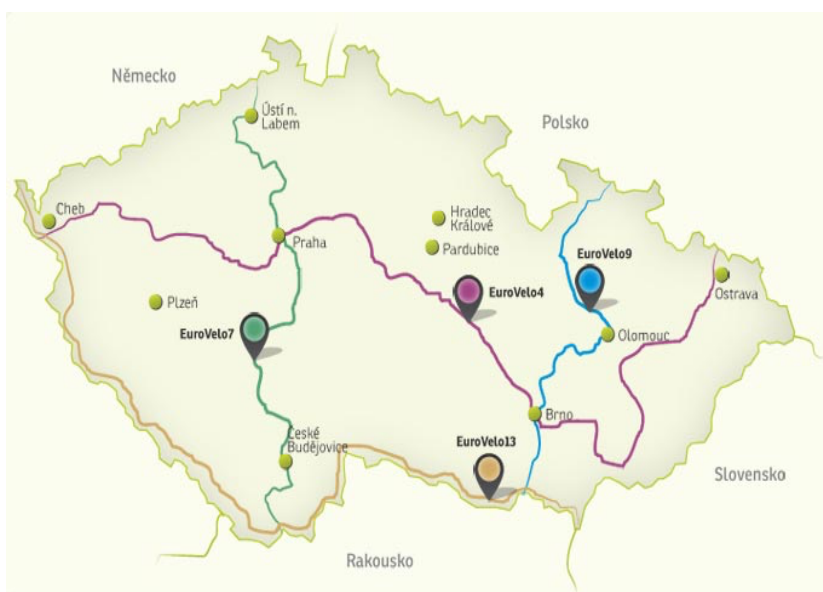 Německo
Ústí n.
Labem
Polsko
Cheb
Hradec
Králové
Praha
Pardubice
EuroVelo9
Plzeň
EuroVelo4
Ostrava
EuroVelo7
Olomouc
Brno
České
Budějovice
EuroVelo13
Slovensko
Rakousko